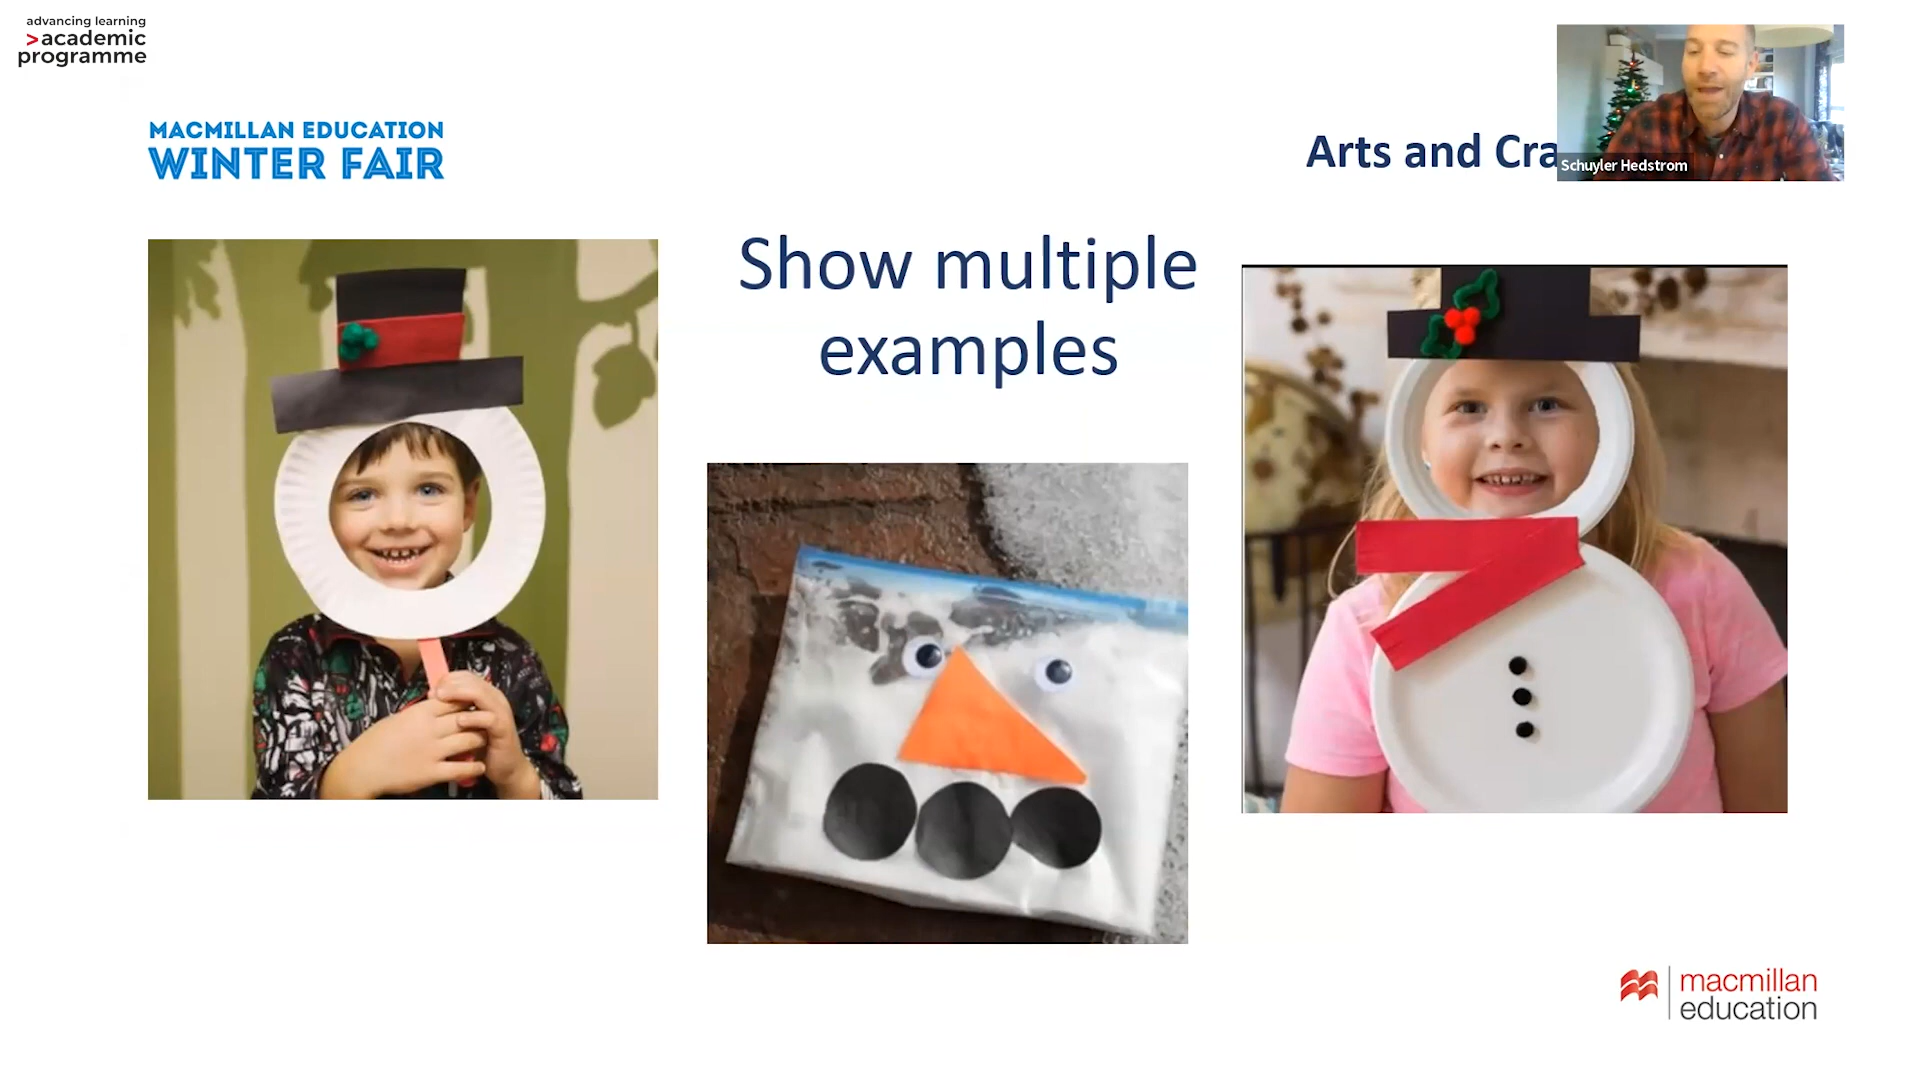 advancing learning
>academic
programme
MACMILLAN EDUCATION
WINTER FAIR
Arts and Cra
Schuyler Hedstrom
Show multiple
examples
macmillan
education